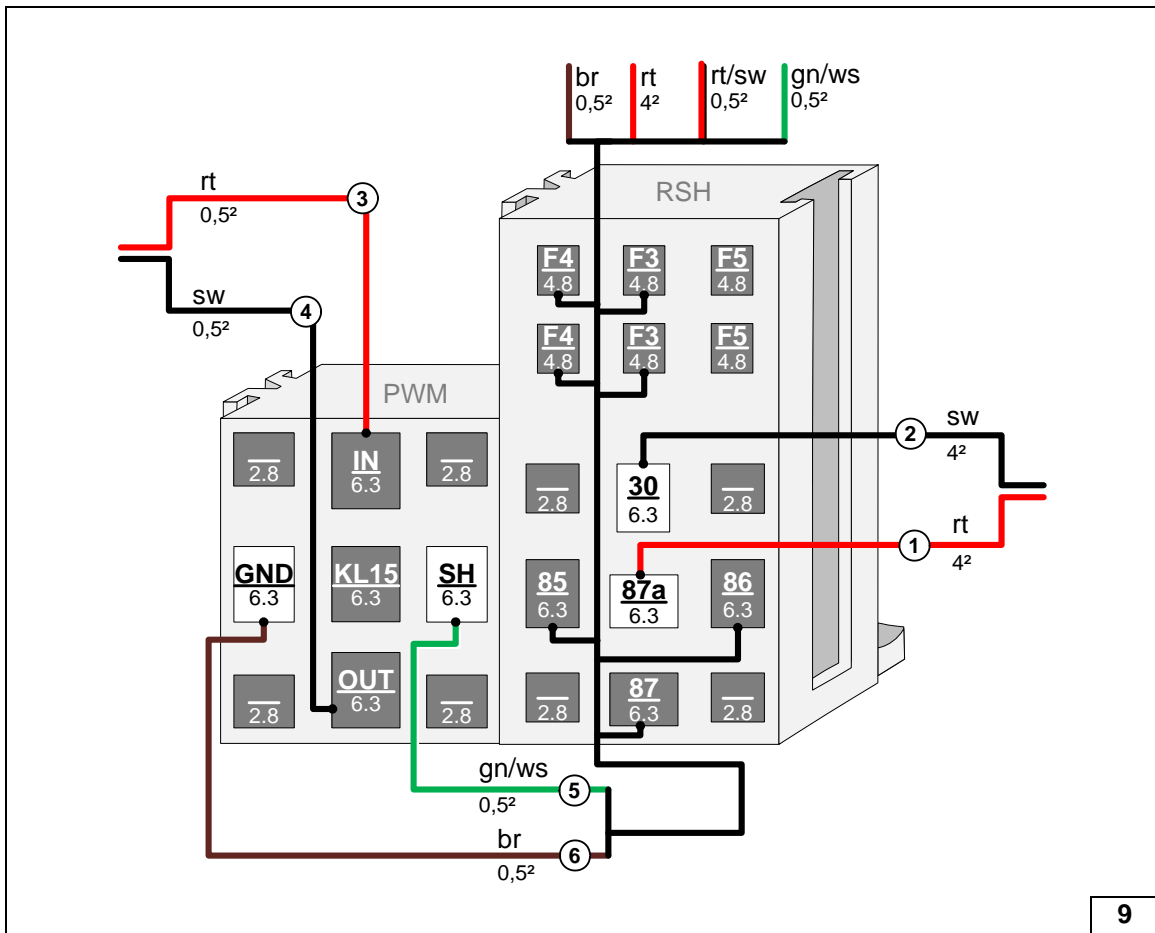 br rt rt/sw gn/ws
0,5² 4² 0,5² 0,5²
RSH
rt
0,5²
3
F4 F3 F5
4.8 4.8 4.8
sw
0,5²
4
F4 F3 F5
4.8 4.8 4.8
PWM
2 sw
4²
IN
2.8 6.3 2.8
30
2.8 6.3 2.8
1 rt
4²
GND KL15 SH
6.3 6.3 6.3
85 87a 86
6.3 6.3 6.3
OUT
2.8 6.3 2.8
87
2.8 6.3 2.8
gn/ws
0,5²
5
br
0,5²
6
9